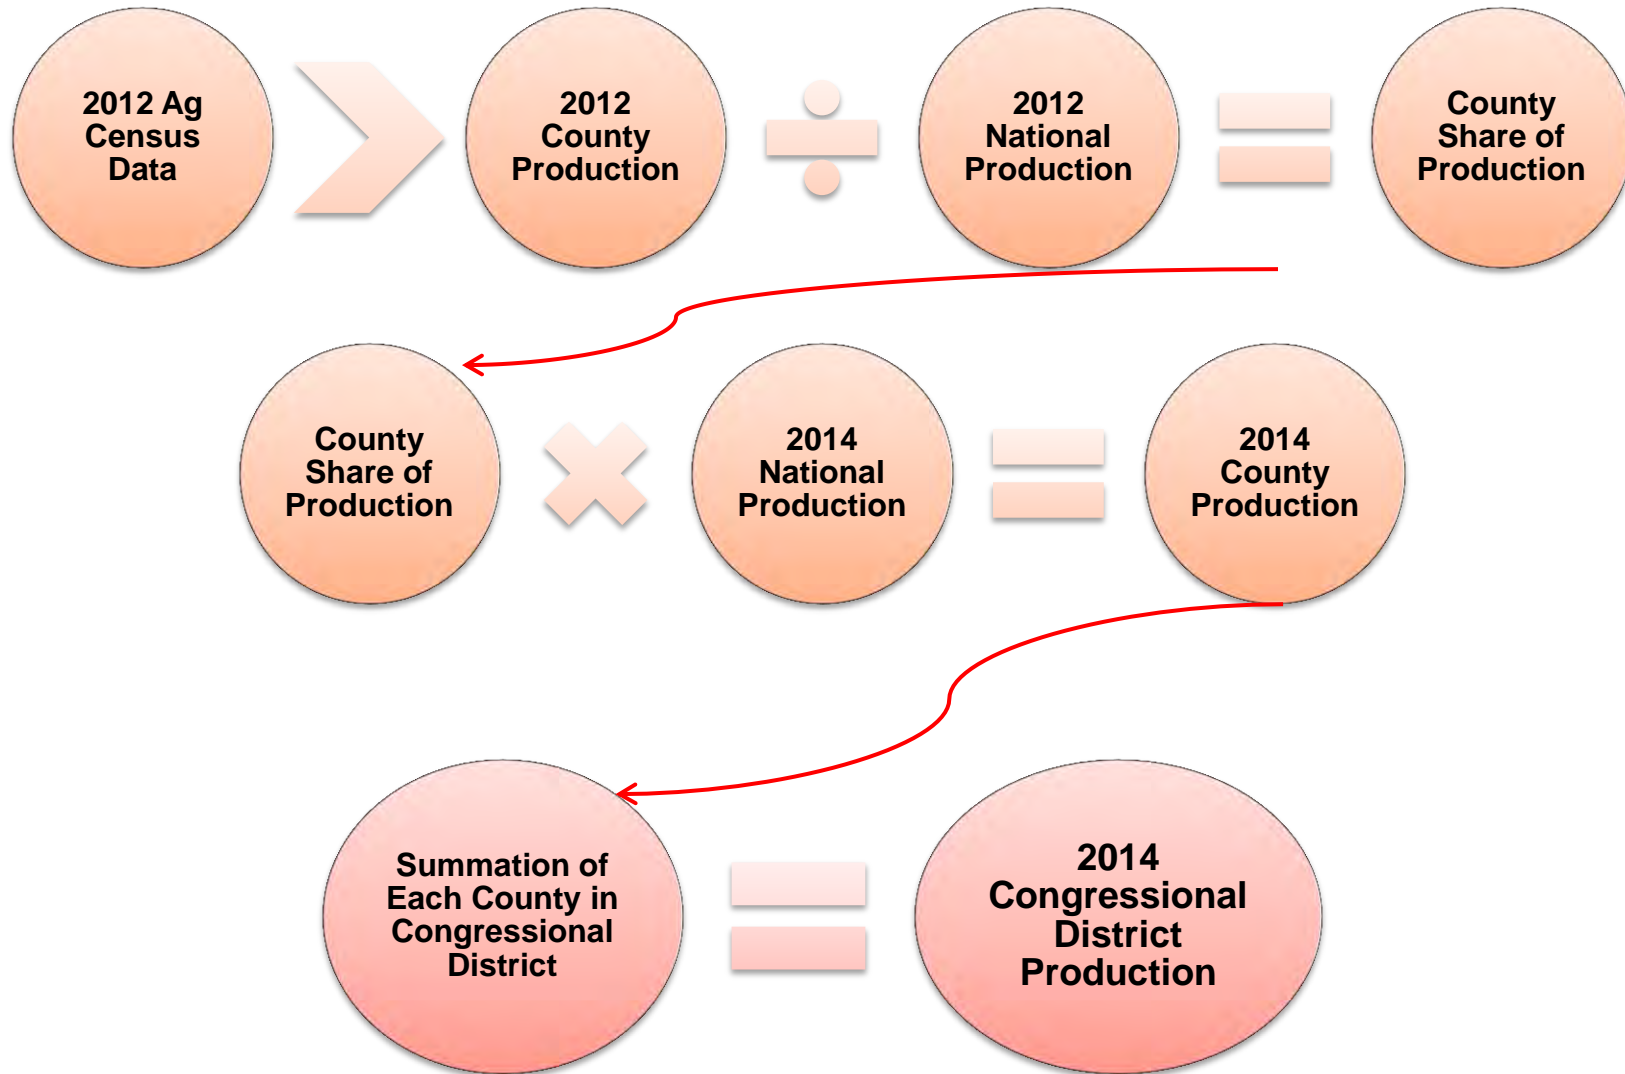 2012 Ag
Census
Data
2012
County
Production
2012
National
Production
County
Share of
Production
County
Share of
Production
2014
National
Production
2014
County
Production
Summation of
Each County in
Congressional
District
2014
Congressional
District
Production